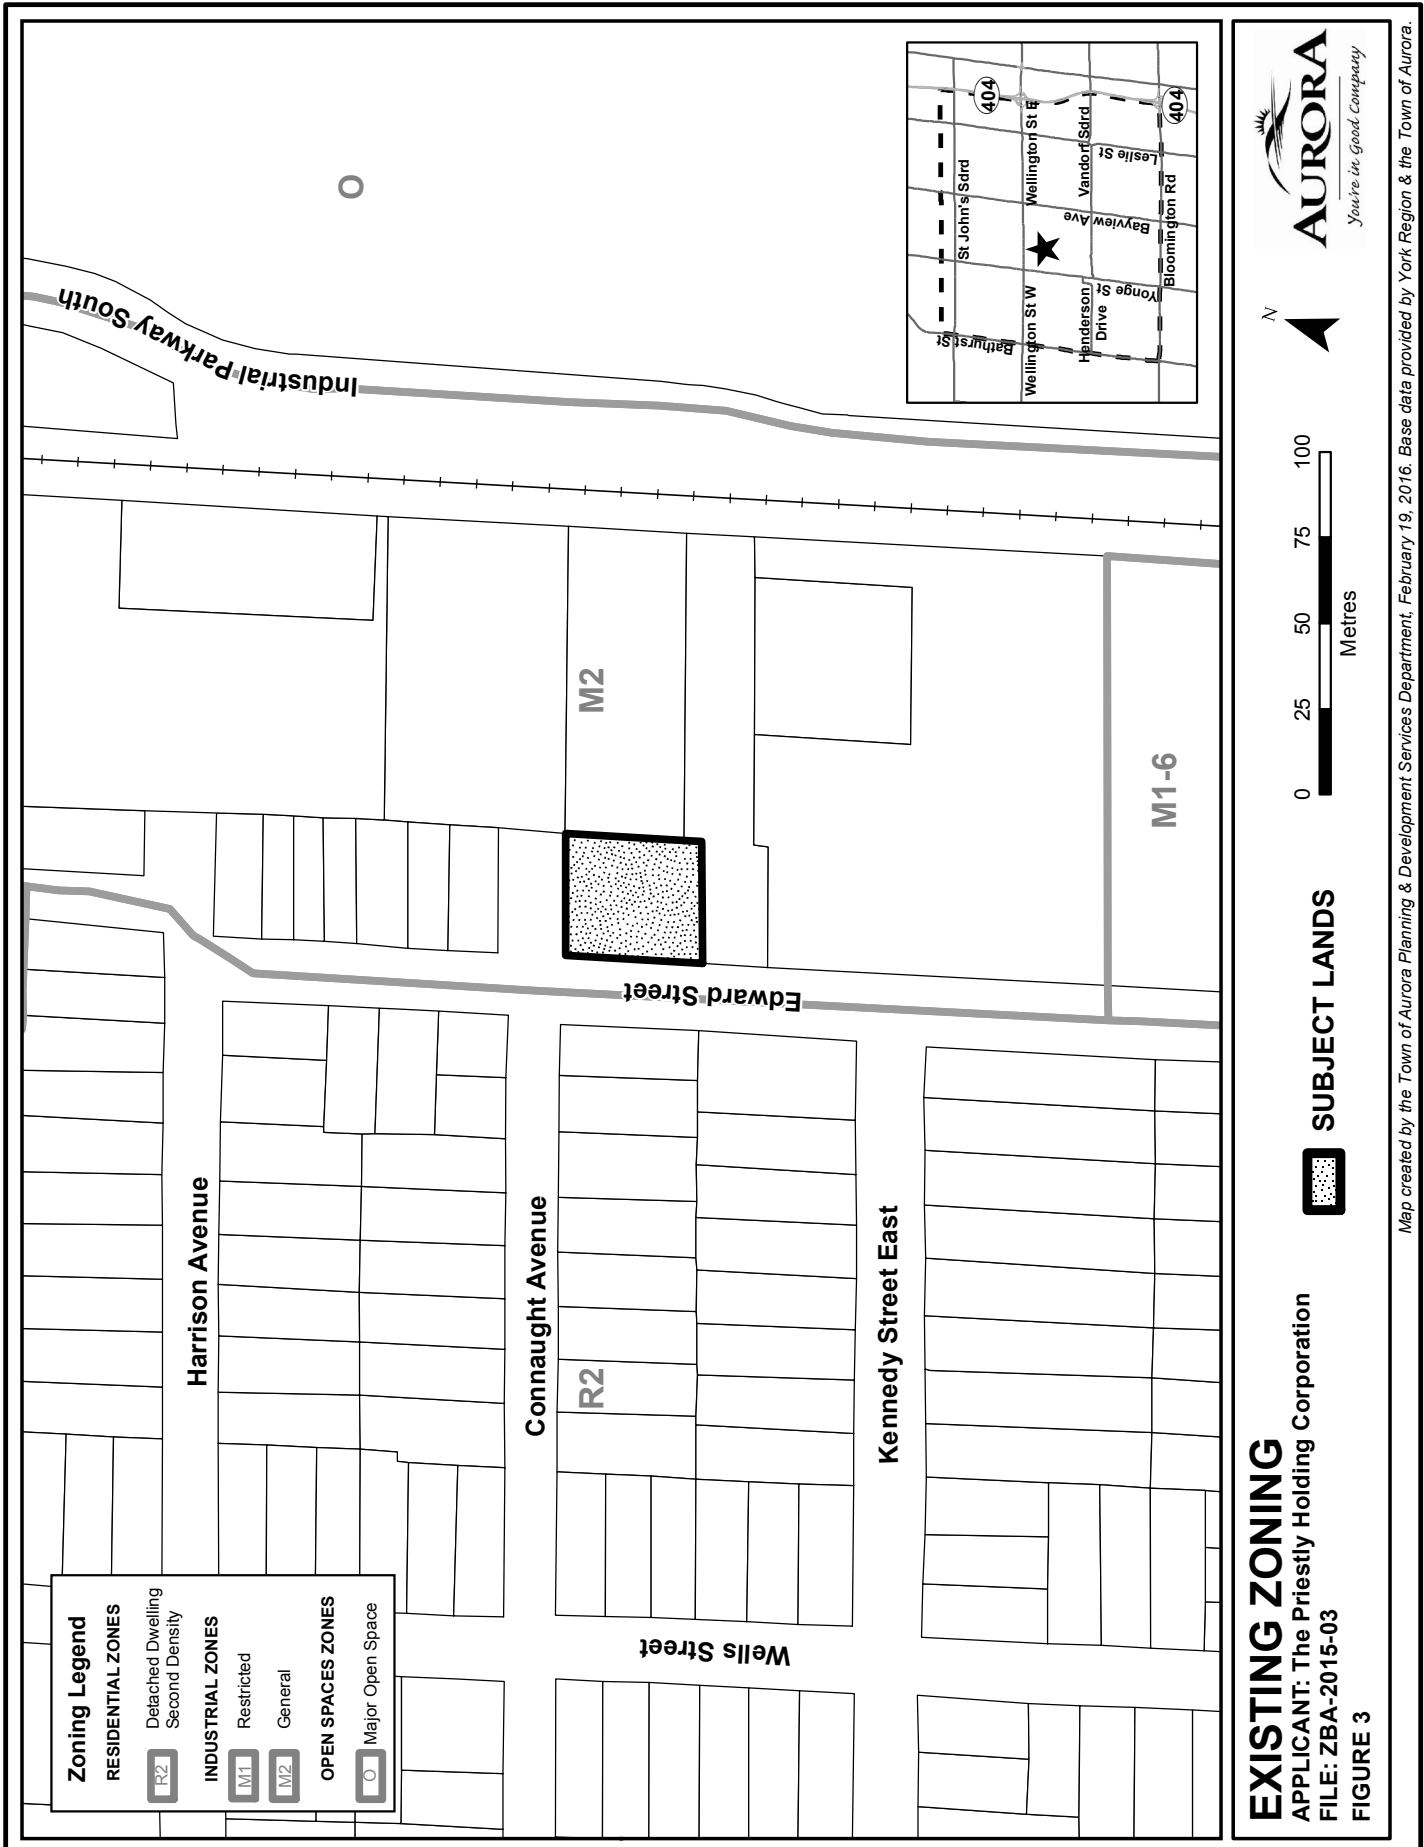 Zoning Legend
RESIDENTIAL ZONES
R2
Detached Dwelling
Second Density
INDUSTRIAL ZONES
M1
Restricted
M2
General
OPEN SPACES ZONES
O
Major Open Space
Industrial Parkway South
O
M2
M1-6
Harrison Avenue
Connaught Avenue
R2
Edward Street
Kennedy Street East
Wells Street
St John's Sdrd
404
Wellington St W
Wellington St E
Vandorf Sdrd
Henderson
Drive
Bathurst St
Yonge St
Bayview Ave
Leslie St
Bloomington Rd
404
EXISTING ZONING
APPLICANT: The Priestly Holding Corporation
FILE: ZBA-2015-03
FIGURE 3
SUBJECT LANDS
0 25 50 75 100
Metres
N
AURORA
You're in Good Company
Map created by the Town of Aurora Planning & Development Services Department, February 19, 2016. Base data provided by York Region & the Town of Aurora.